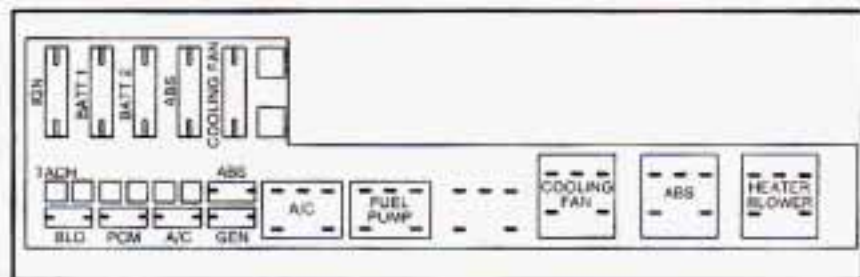 IGN
BATT 1
BATT 2
ABS
COOLING FAN
TACH
ABS
BLO
PCM
A/C
GEN
A/C
FUEL
PUMP
COOLING
FAN
ABS
HEATER
BLOWER